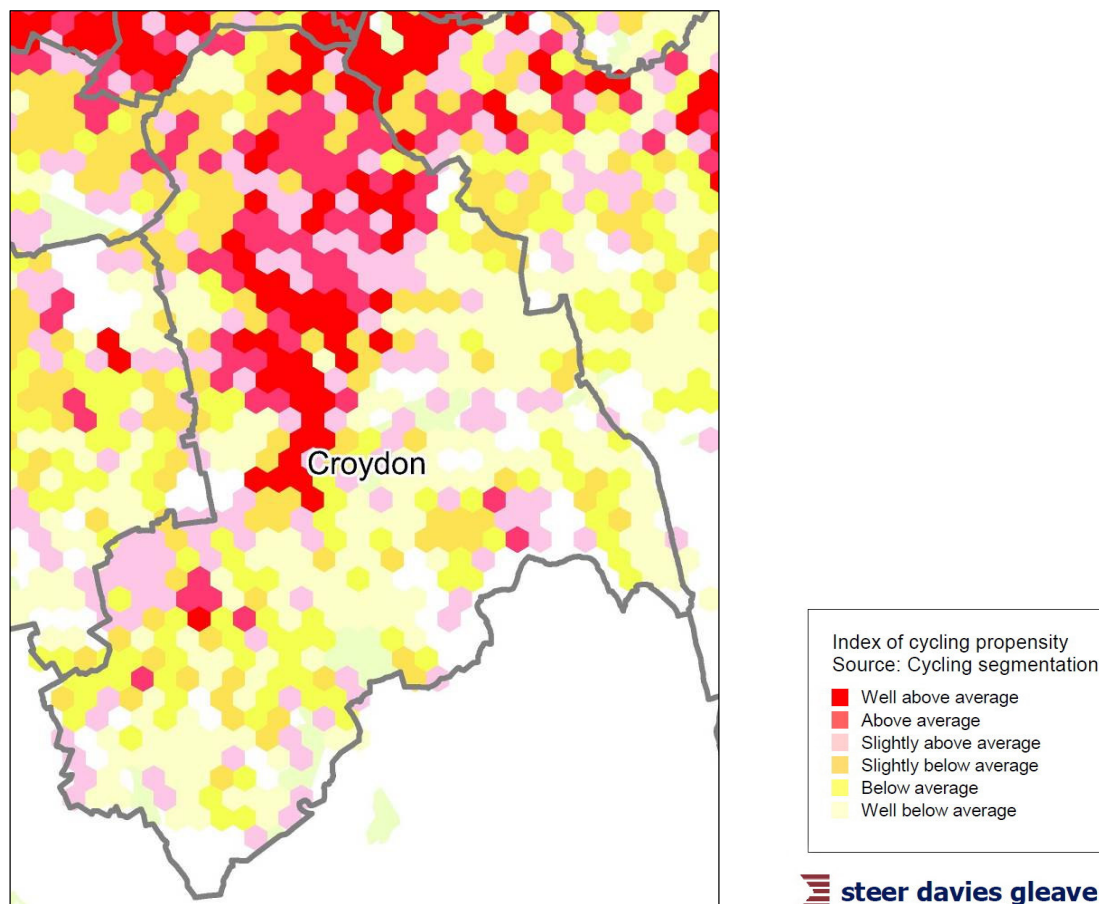 Croydon
Index of cycling propensity
Source: Cycling segmentation
Well above average
Above average
Slightly above average
Slightly below average
Below average
Well below average
steer davies gleave